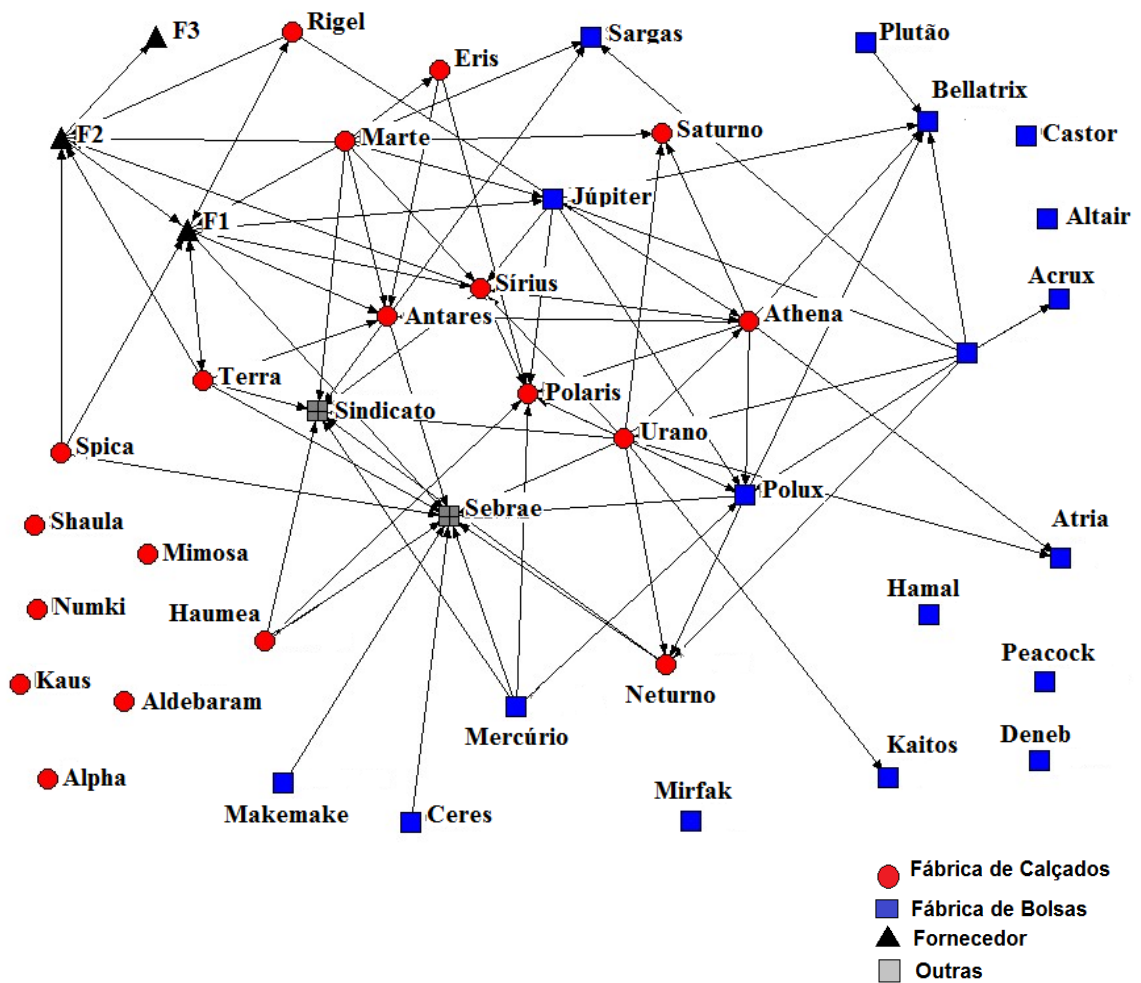 F3
Rigel
Sargas
Plutão
Eris
Bellatrix
F2
Marte
Saturno
Castor
Júpiter
F1
Altair
Sírius
Acrux
Antares
Athena
Terra
Polaris
Sindicato
Urano
Spica
Sebrae
Polux
Shaula
Atria
Mimosa
Hamal
Numki
Haumea
Peacock
Kaus
Neturno
Aldebaram
Mercúrio
Deneb
Kaitos
Alpha
Mirfak
Makemake
Ceres
Fábrica de Calçados
Fábrica de Bolsas
Fornecedor
Outras